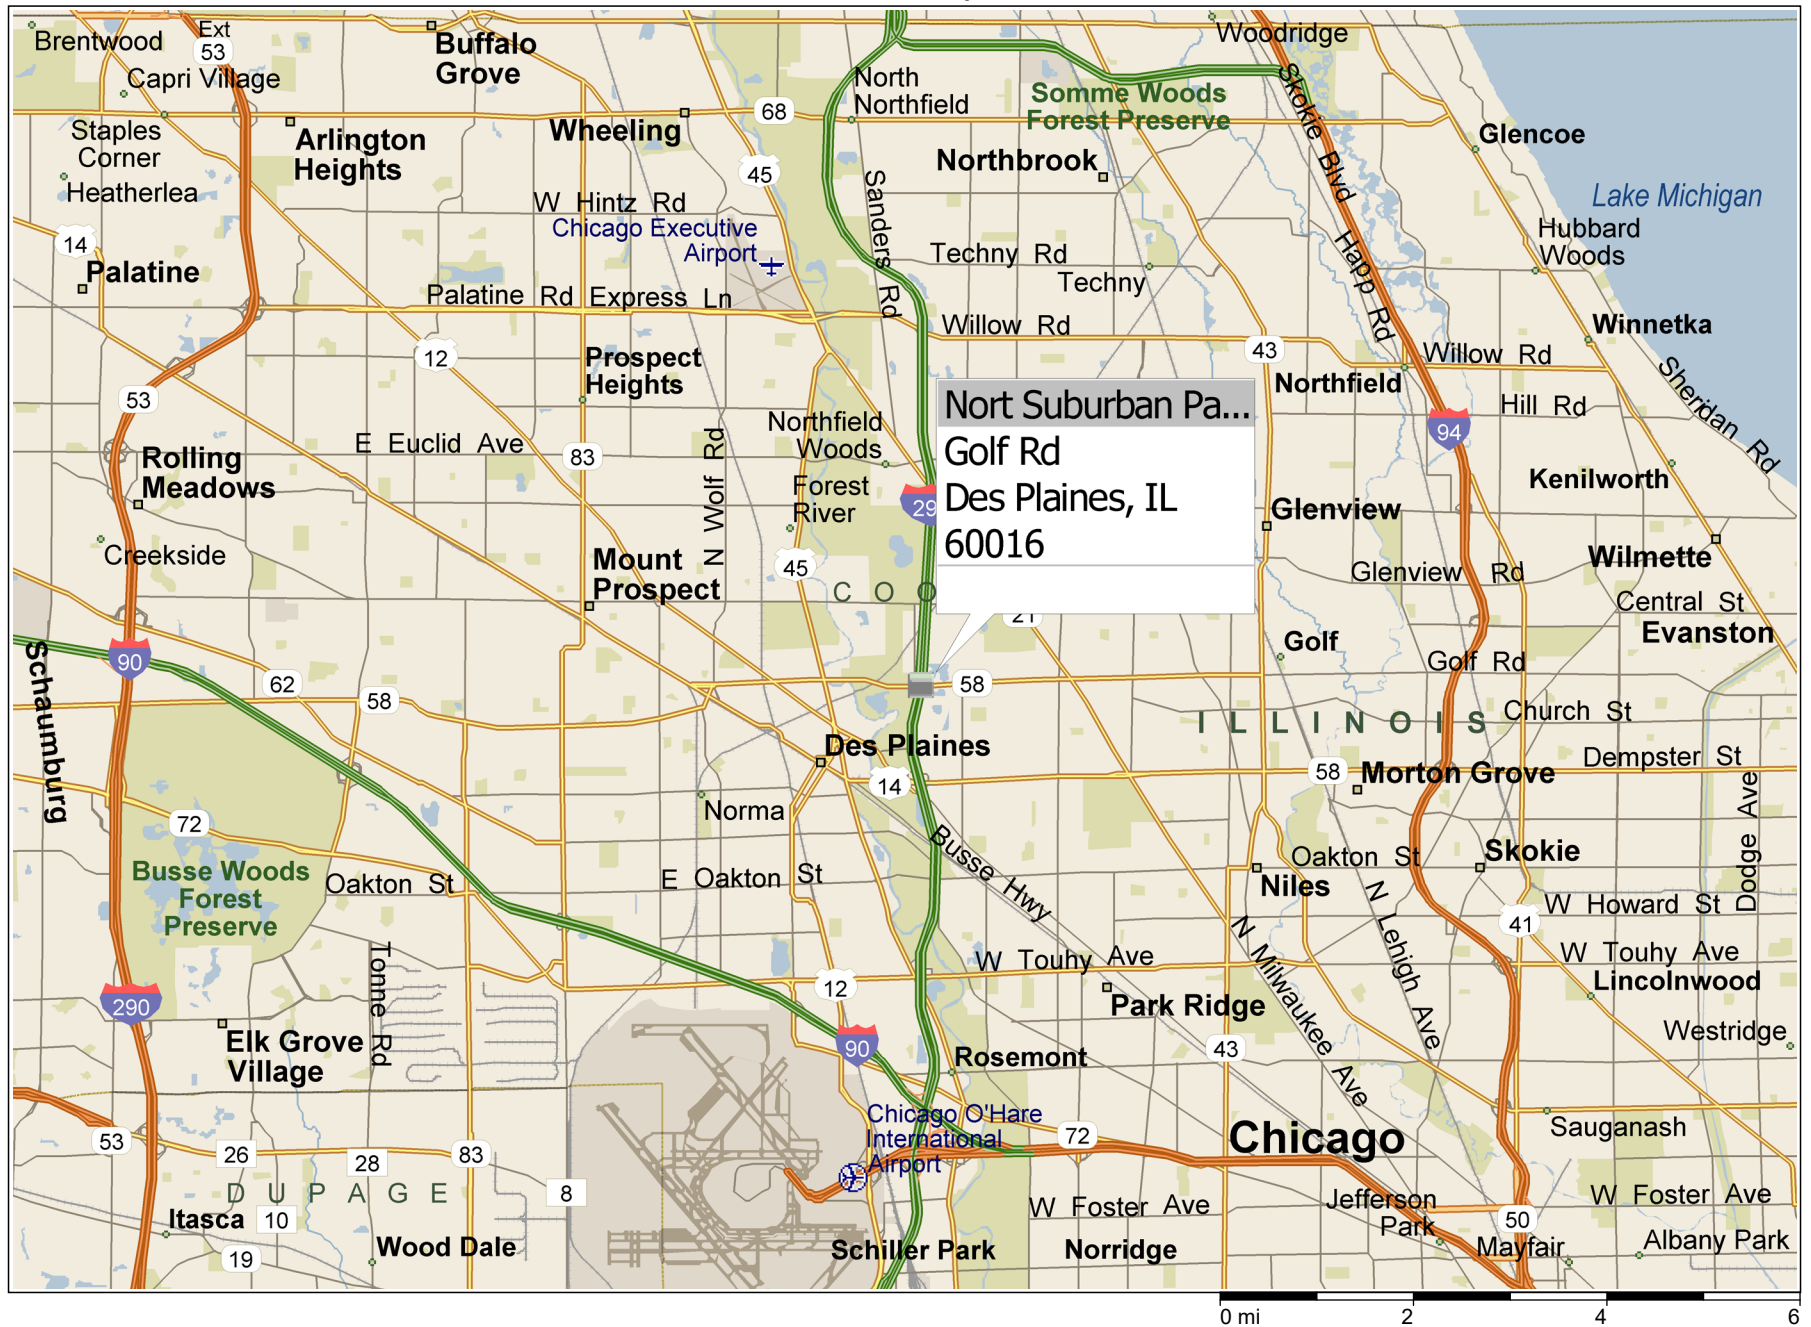 Brentwood
Ext
53
Capri Village
Buffalo
Grove
Woodridge
North
Northfield
68
Somme Woods
Forest Preserve
Skokie Blvd
Staples
Corner
Arlington
Heights
Wheeling
45
Northbrook
Glencoe
Heatherlea
W Hintz Rd
Sanders Rd
Lake Michigan
14
Chicago Executive
Airport
Techny Rd
Techny
Happ Rd
Hubbard
Woods
Palatine
Palatine Rd Express Ln
Willow Rd
Winnetka
12
Prospect
Heights
43
Willow Rd
Northfield
Sheridan Rd
53
Nort Suburban Pa...
Golf Rd
Des Plaines, IL
60016
Hill Rd
94
Northfield
Woods
E Euclid Ave
83
N Wolf Rd
Rolling
Meadows
Forest
River
29
Kenilworth
Glenview
Creekside
Mount
Prospect
45
Wilmette
Glenview Rd
C O O
21
Central St
Evanston
Schaumburg
90
Golf
Golf Rd
62
58
58
ILLINOIS
Church St
Des Plaines
14
58
Morton Grove
Dempster St
Norma
72
Busse Hwy
Dodge Ave
Busse Woods
Forest
Preserve
Oakton St
E Oakton St
Oakton St
Skokie
Niles
N Lehigh Ave
W Howard St
41
N Milwaukee Ave
Tonne Rd
W Touhy Ave
W Touhy Ave
Lincolnwood
12
Park Ridge
290
Elk Grove
Village
90
Rosemont
43
Westridge
Chicago O'Hare
International
Airport
72
Chicago
Sauganash
53
26
28
83
8
DUPAGE
Itasca
10
W Foster Ave
Jefferson
Park
W Foster Ave
50
19
Wood Dale
Schiller Park
Norridge
Mayfair
Albany Park
0 mi
2
4
6